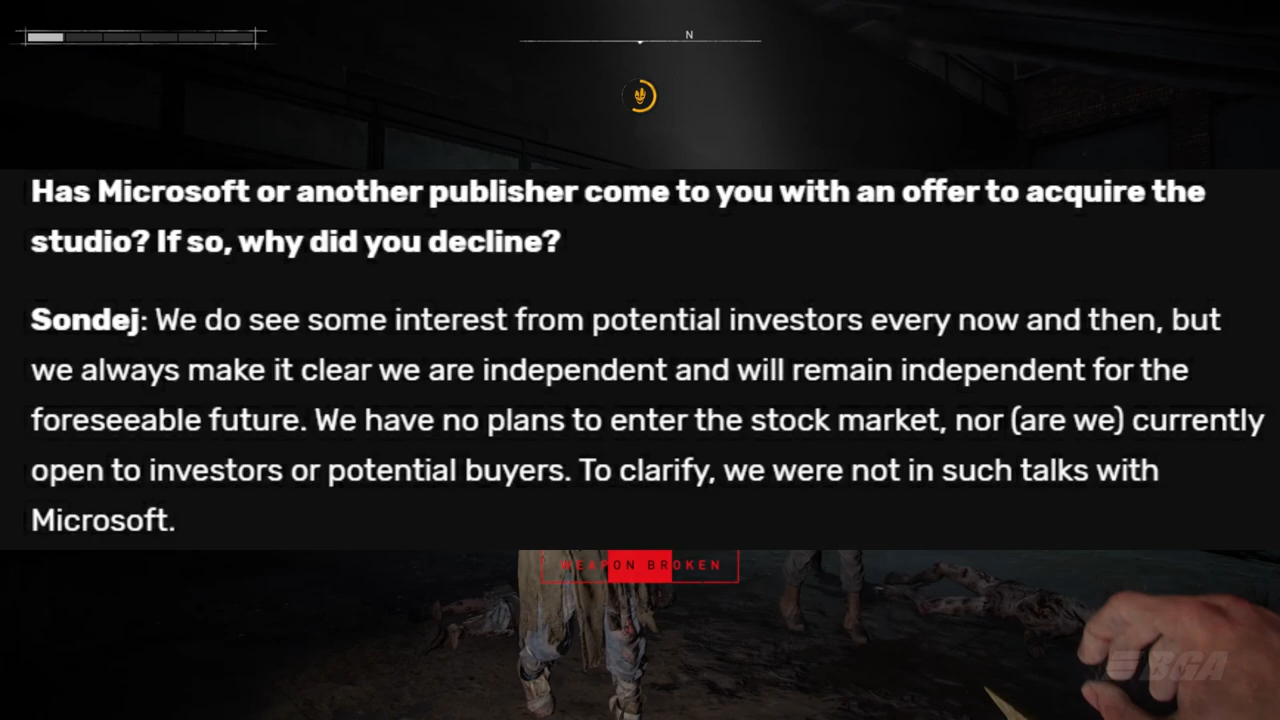 N
Has Microsoft or another publisher come to you with an offer to acquire the
studio? If so, why did you decline?
Sondej: We do see some interest from potential investors every now and then, but
we always make it clear we are independent and will remain independent for the
foreseeable future. We have no plans to enter the stock market, nor (are we) currently
open to investors or potential buyers. To clarify, we were not in such talks with
Microsoft.
WEAPON BROKEN
BGA